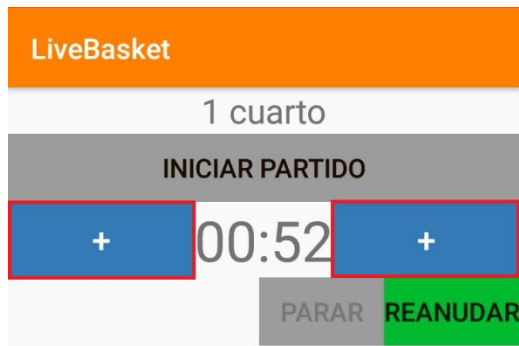 LiveBasket
1 cuarto
INICIAR PARTIDO
+ 00:52 +
PARAR REANUDAR